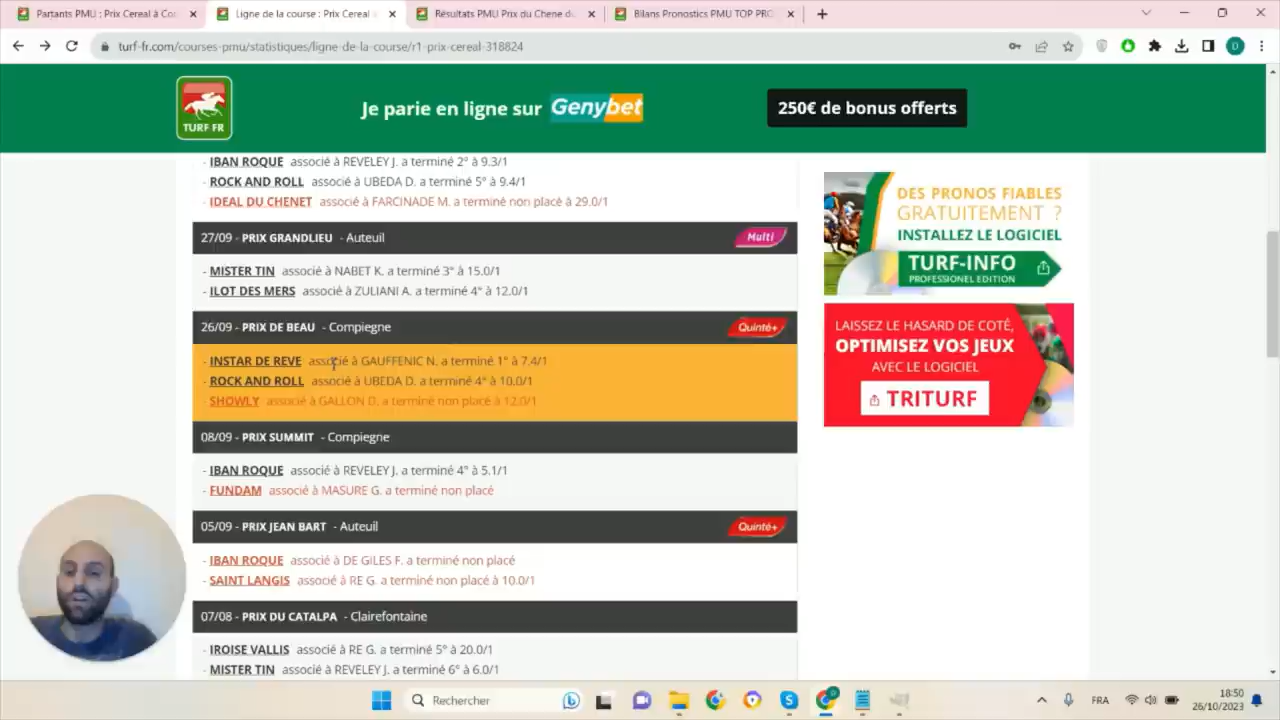 Partants PMU : Prix Cereal à Co
Ligne de la course : Prix Cereal
Résultats PMU Prix du Chene du
Bilans Pronostics PMU TOP PRO
turf-fr.com/courses-pmu/statistiques/ligne-de-la-course/r1-prix-cereal-318824
D
TURF FR
Je parie en ligne sur Genybet
250€ de bonus offerts
- IBAN ROQUE associé à REVELEY J. a terminé 2° à 9.3/1
- ROCK AND ROLL associé à UBEDA D. a terminé 5° à 9.4/1
- IDEAL DU CHENET associé à FARCINADE M. a terminé non placé à 29.0/1
27/09 - PRIX GRANDLIEU - Auteuil Multi
- MISTER TIN associé à NABET K. a terminé 3° à 15.0/1
- ILOT DES MERS associé à ZULIANI A. a terminé 4° à 12.0/1
26/09 - PRIX DE BEAU - Compiegne Quinté+
- INSTAR DE REVE associé à GAUFFENIC N. a terminé 1° à 7.4/1
- ROCK AND ROLL associé à UBEDA D. a terminé 4° à 10.0/1
- SHOWLY associé à GALLON D. a terminé non placé à 12.0/1
08/09 - PRIX SUMMIT - Compiegne
- IBAN ROQUE associé à REVELEY J. a terminé 4° à 5.1/1
- FUNDAM associé à MASURE G. a terminé non placé
05/09 - PRIX JEAN BART - Auteuil Quinté+
- IBAN ROQUE associé à DE GILES F. a terminé non placé
- SAINT LANGIS associé à RE G. a terminé non placé à 10.0/1
07/08 - PRIX DU CATALPA - Clairefontaine
- IROISE VALLIS associé à RE G. a terminé 5° à 20.0/1
- MISTER TIN associé à REVELEY J. a terminé 6° à 6.0/1
DES PRONOS FIABLES
GRATUITEMENT ?
INSTALLEZ LE LOGICIEL
TURF-INFO
PROFESSIONEL EDITION
LAISSEZ LE HASARD DE COTÉ,
OPTIMISEZ VOS JEUX
AVEC LE LOGICIEL
TRITURF
Rechercher
FRA
18:50
26/10/2023